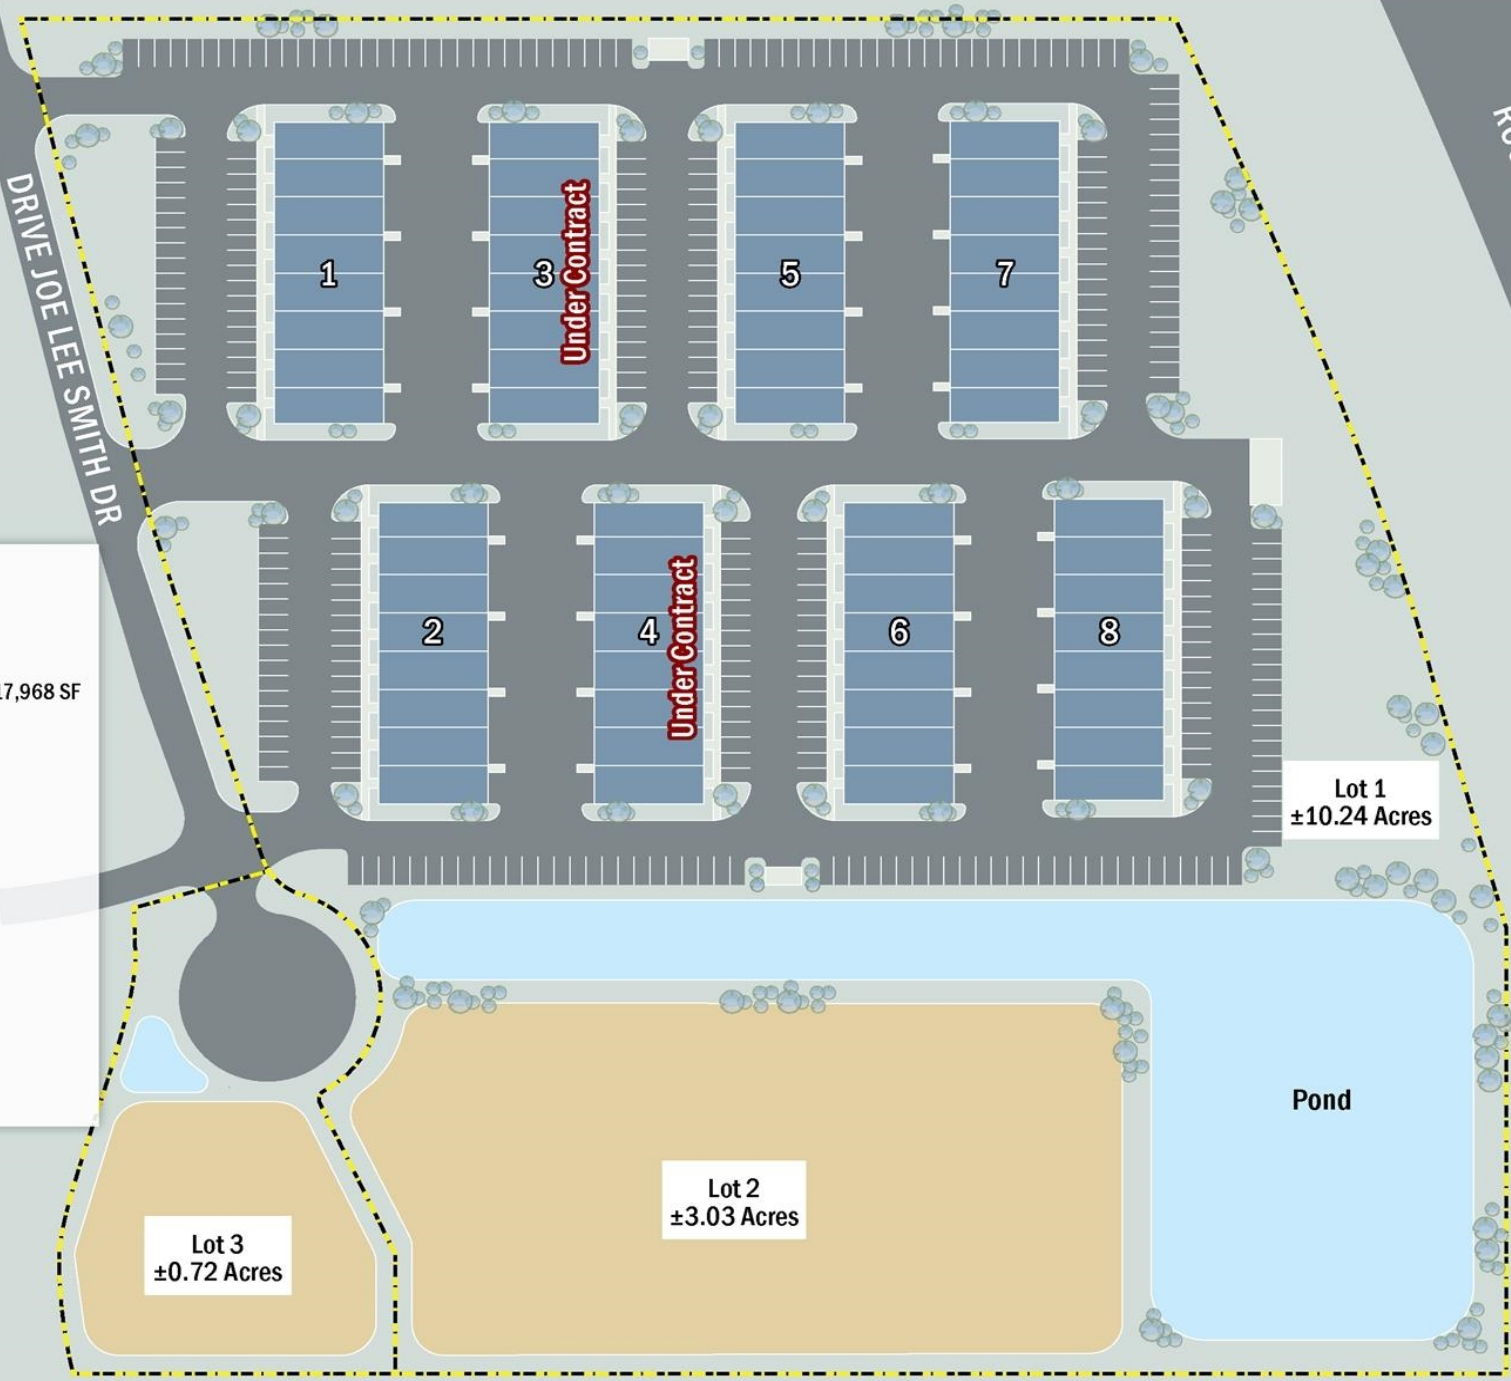 DRIVE JOE LEE SMITH DR
1
3
Under Contract
5
7
2
4
Under Contract
6
8
17,968 SF
Lot 1
±10.24 Acres
Pond
Lot 2
±3.03 Acres
Lot 3
±0.72 Acres